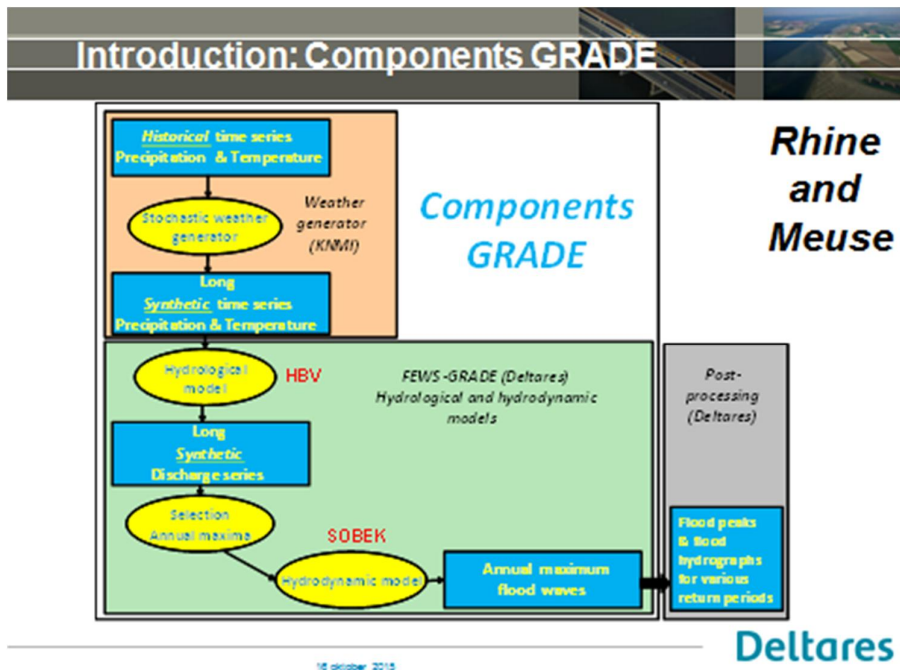 Introduction: Components GRADE
Rhine
and
Meuse
Components
GRADE
Historical time series
Precipitation & Temperature
Stochastic weather
generator
Weather
generator
(KNMI)
Long
Synthetic time series
Precipitation & Temperature
Hydrological
model
HBV
FEWS-GRADE (Deltares)
Hydrological and hydrodynamic
models
Long
Synthetic
Discharge series
Selection
Annual maxima
SOBEK
Hydrodynamic model
Annual maximum
flood waves
Post-
processing
(Deltares)
Flood peaks
& flood
hydrographs
for various
return periods
16 oktober 2015
Deltares